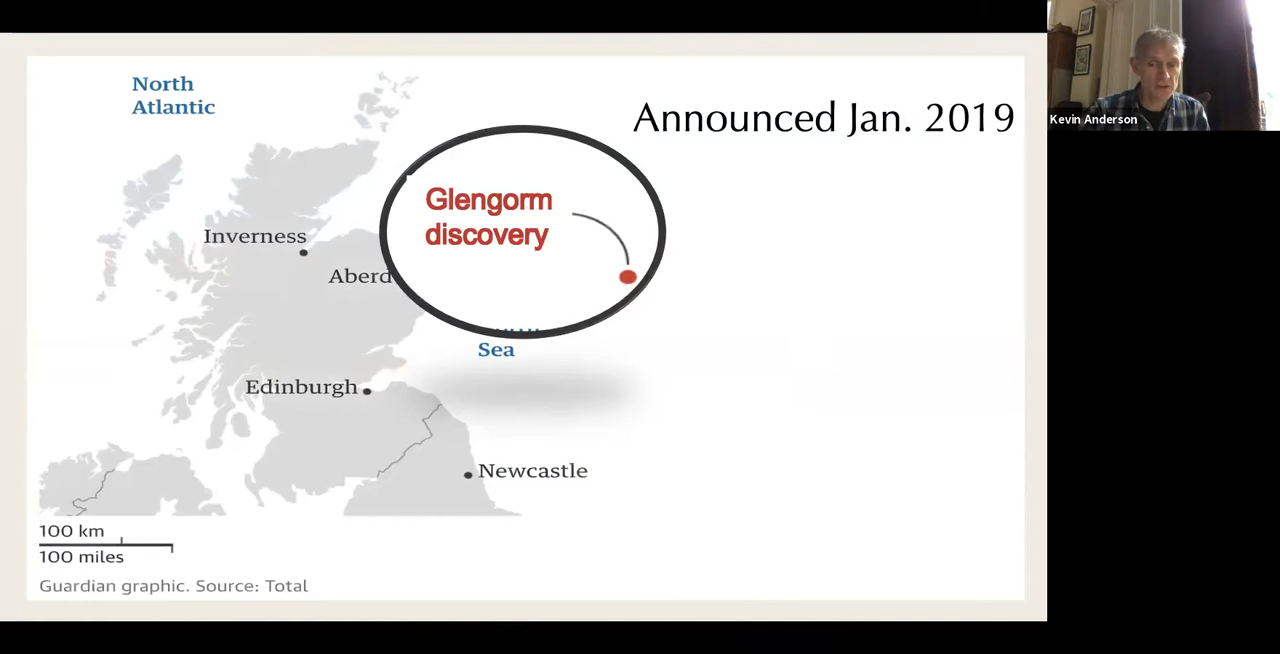 North
Atlantic
Announced Jan. 2019
Kevin Anderson
Glengorm
discovery
Inverness
Aberd
Sea
Edinburgh
Newcastle
100 km
100 miles
Guardian graphic. Source: Total